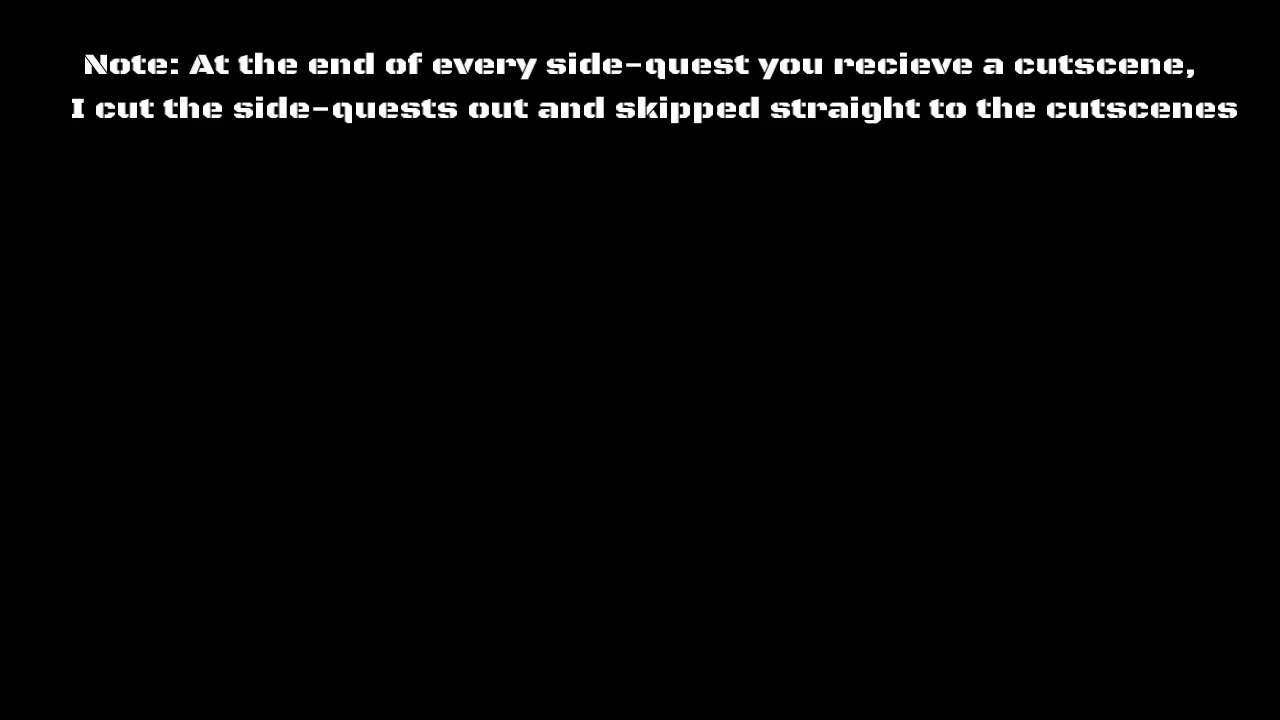 Note: At the end of every side-quest you recieve a cutscene,
I cut the side-quests out and skipped straight to the cutscenes